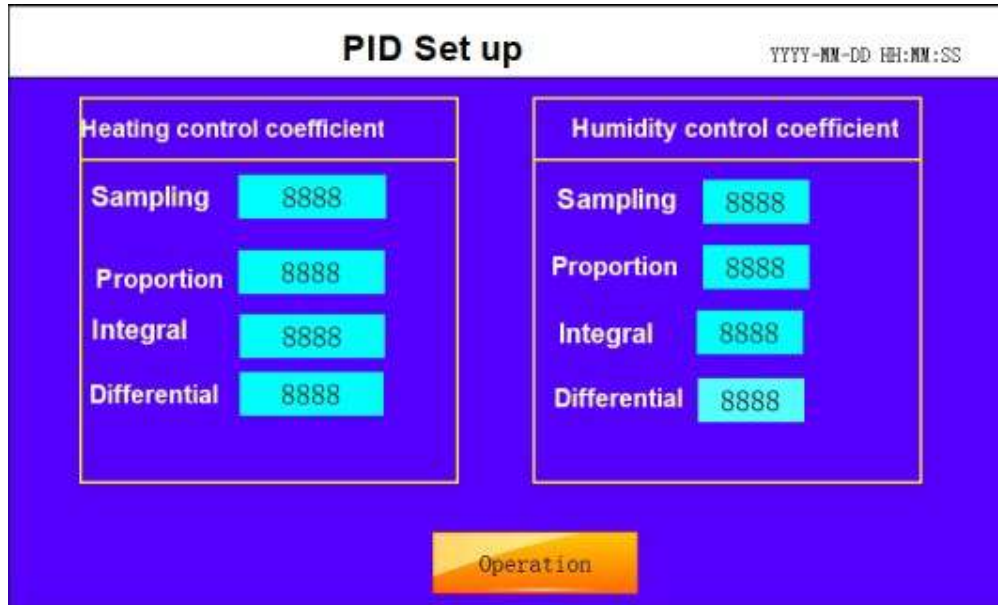 PID Set up
YYYY-MM-DD HH:MM:SS
Heating control coefficient
Sampling 8888
Proportion 8888
Integral 8888
Differential 8888
Humidity control coefficient
Sampling 8888
Proportion 8888
Integral 8888
Differential 8888
Operation